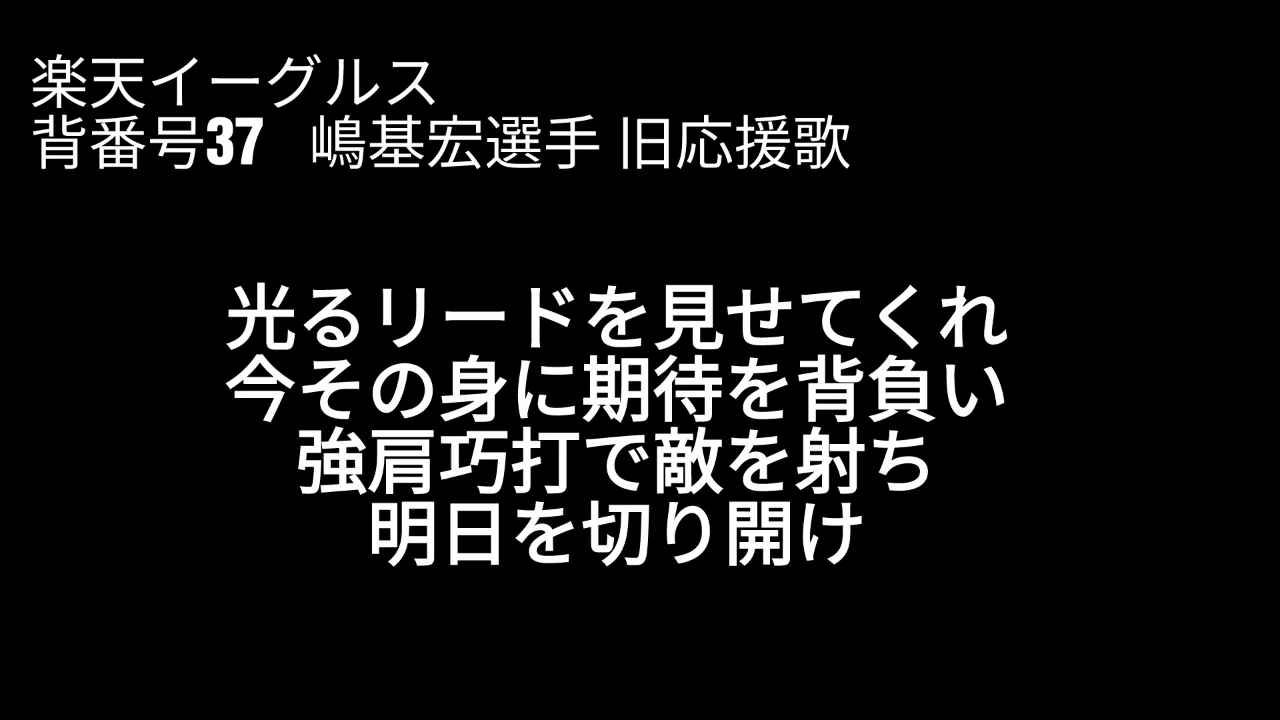 楽天イーグルス
背番号37 嶋基宏選手 旧応援歌
光るリードを見せてくれ
今その身に期待を背負い
強肩巧打で敵を射ち
明日を切り開け